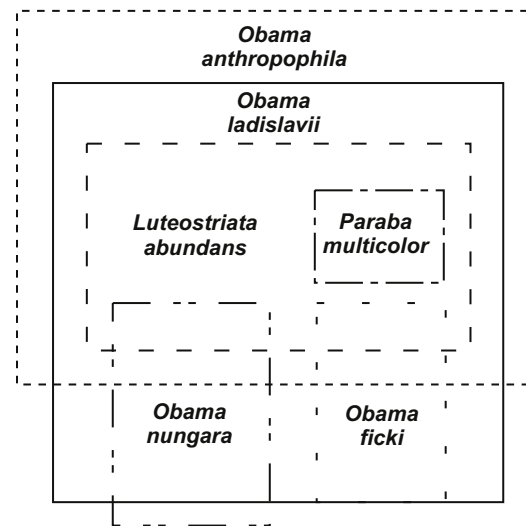 Obama
anthropophila
Obama
ladislavii
Luteostriata
abundans
Paraba
multicolor
Obama
nungara
Obama
ficki